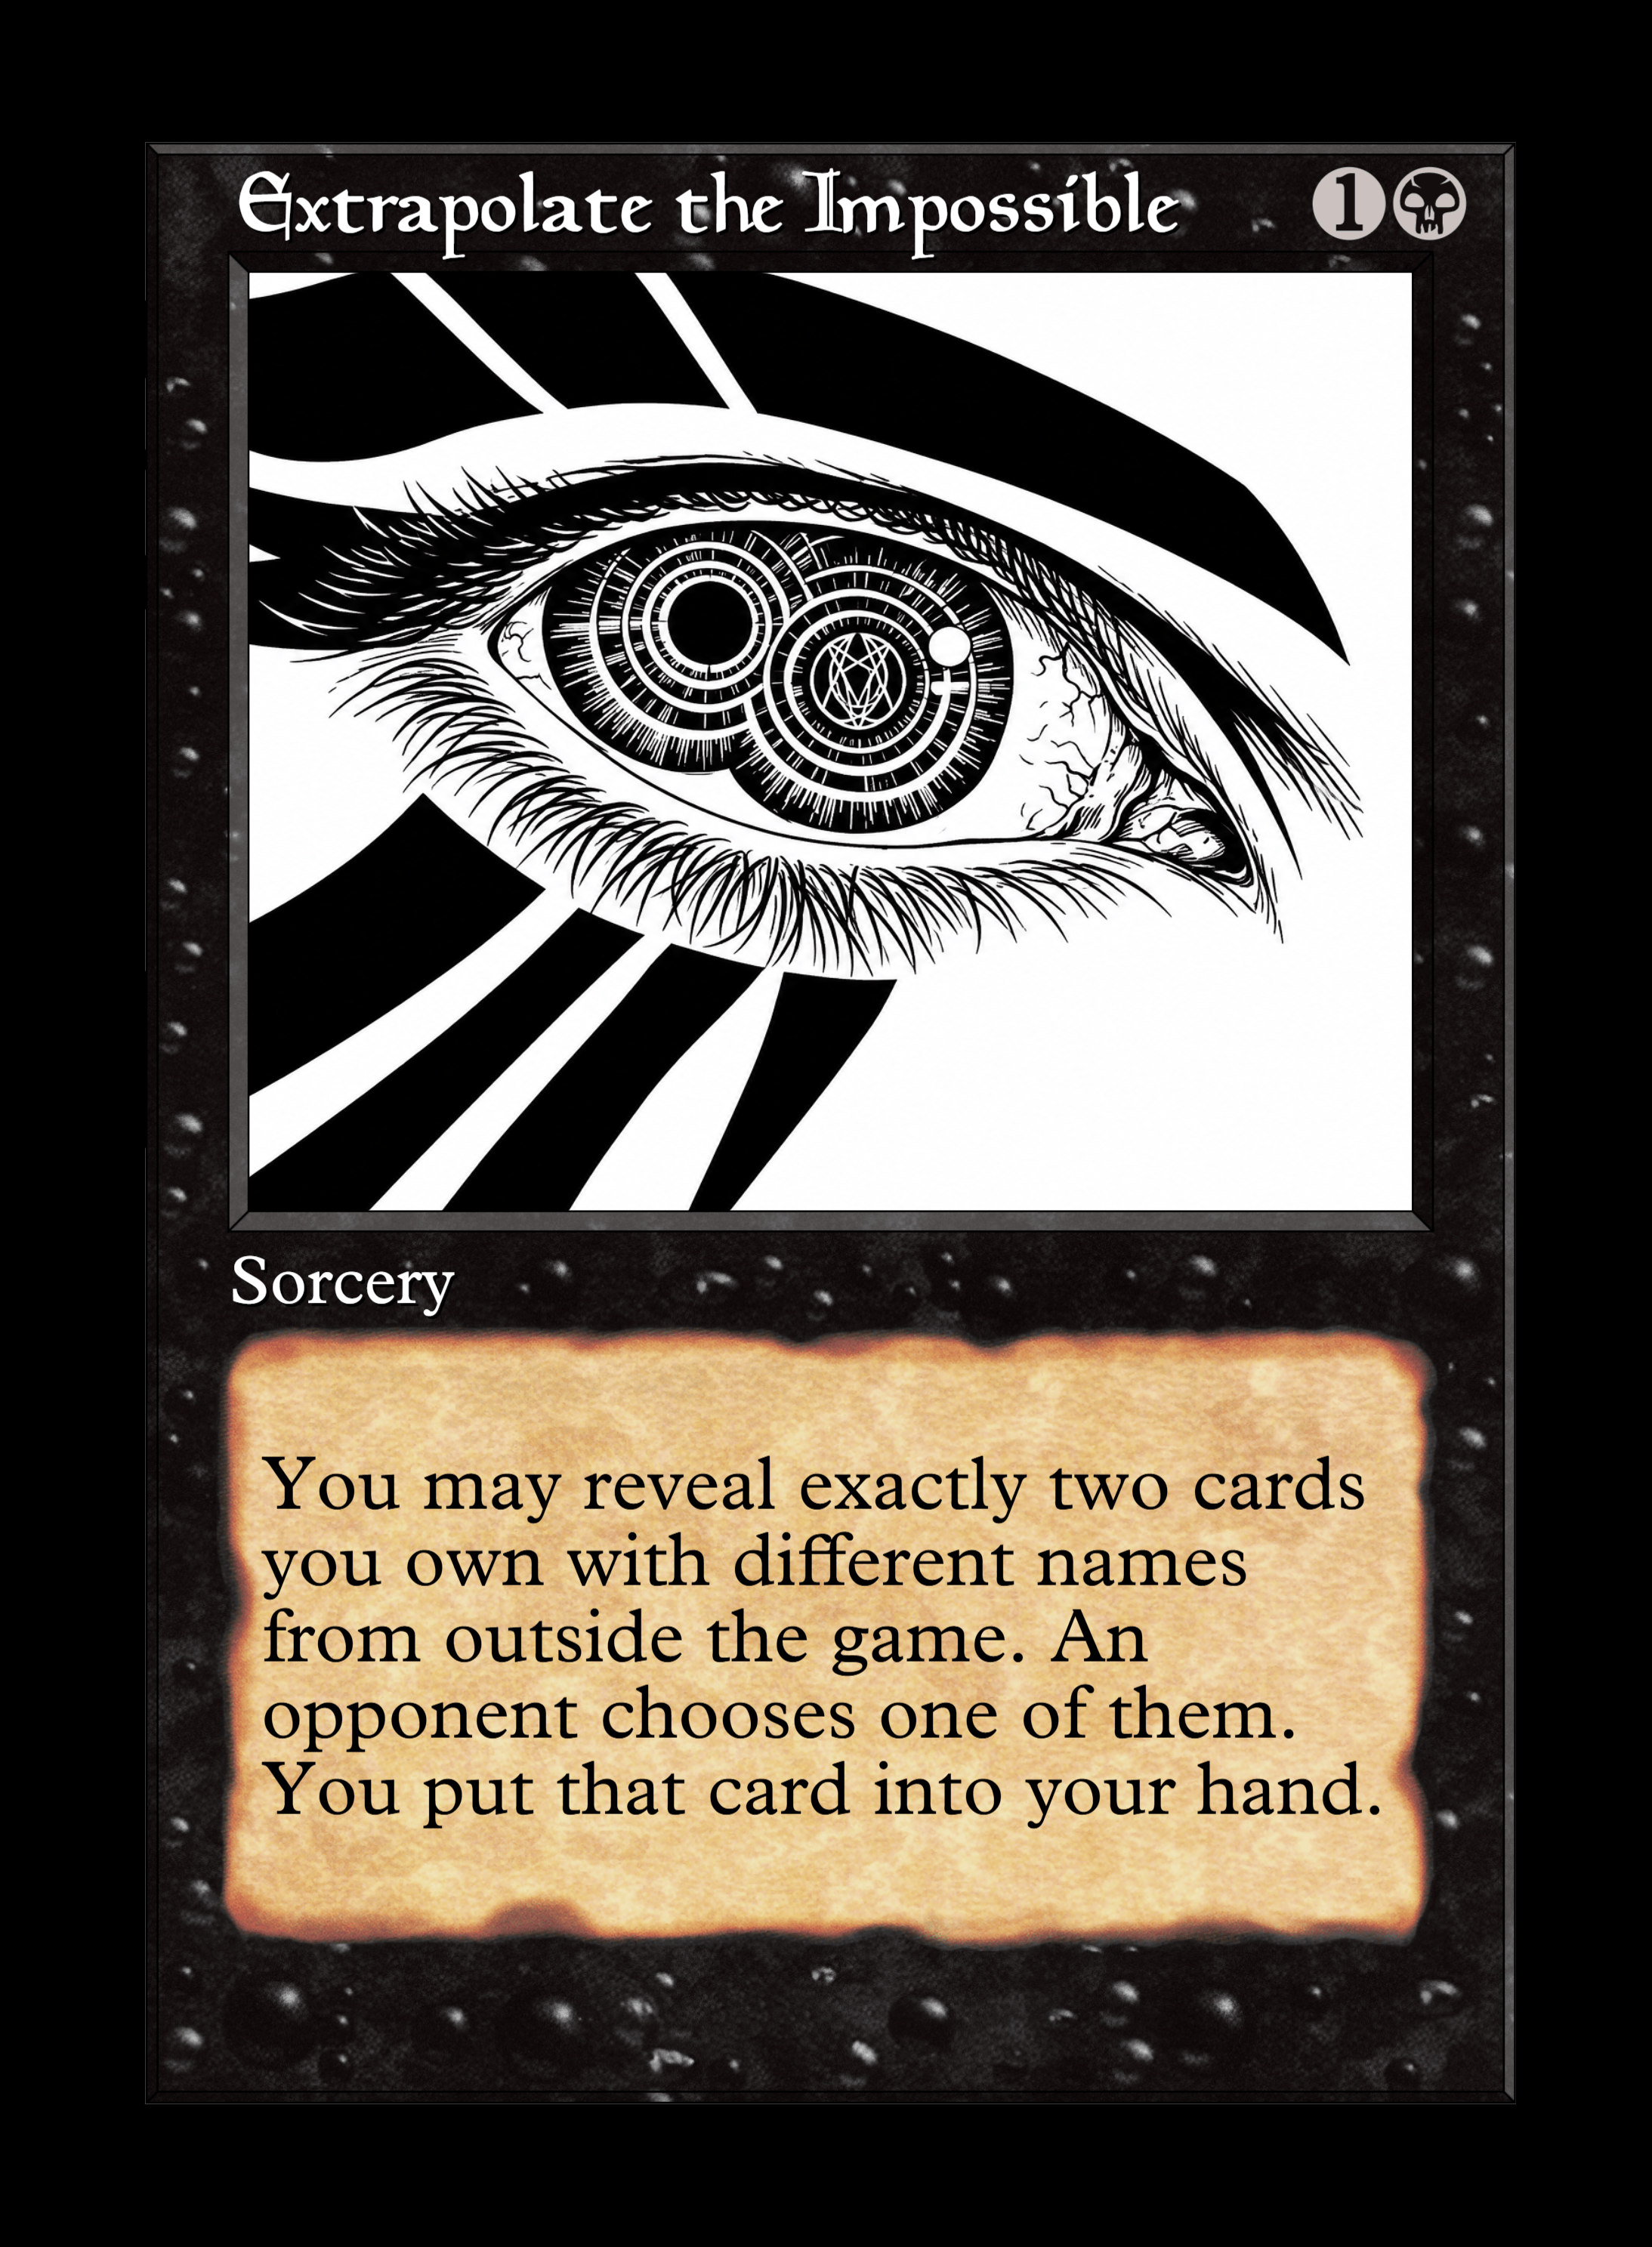 Extrapolate the Impossible 1
Sorcery
You may reveal exactly two cards
you own with different names
from outside the game. An
opponent chooses one of them.
You put that card into your hand.